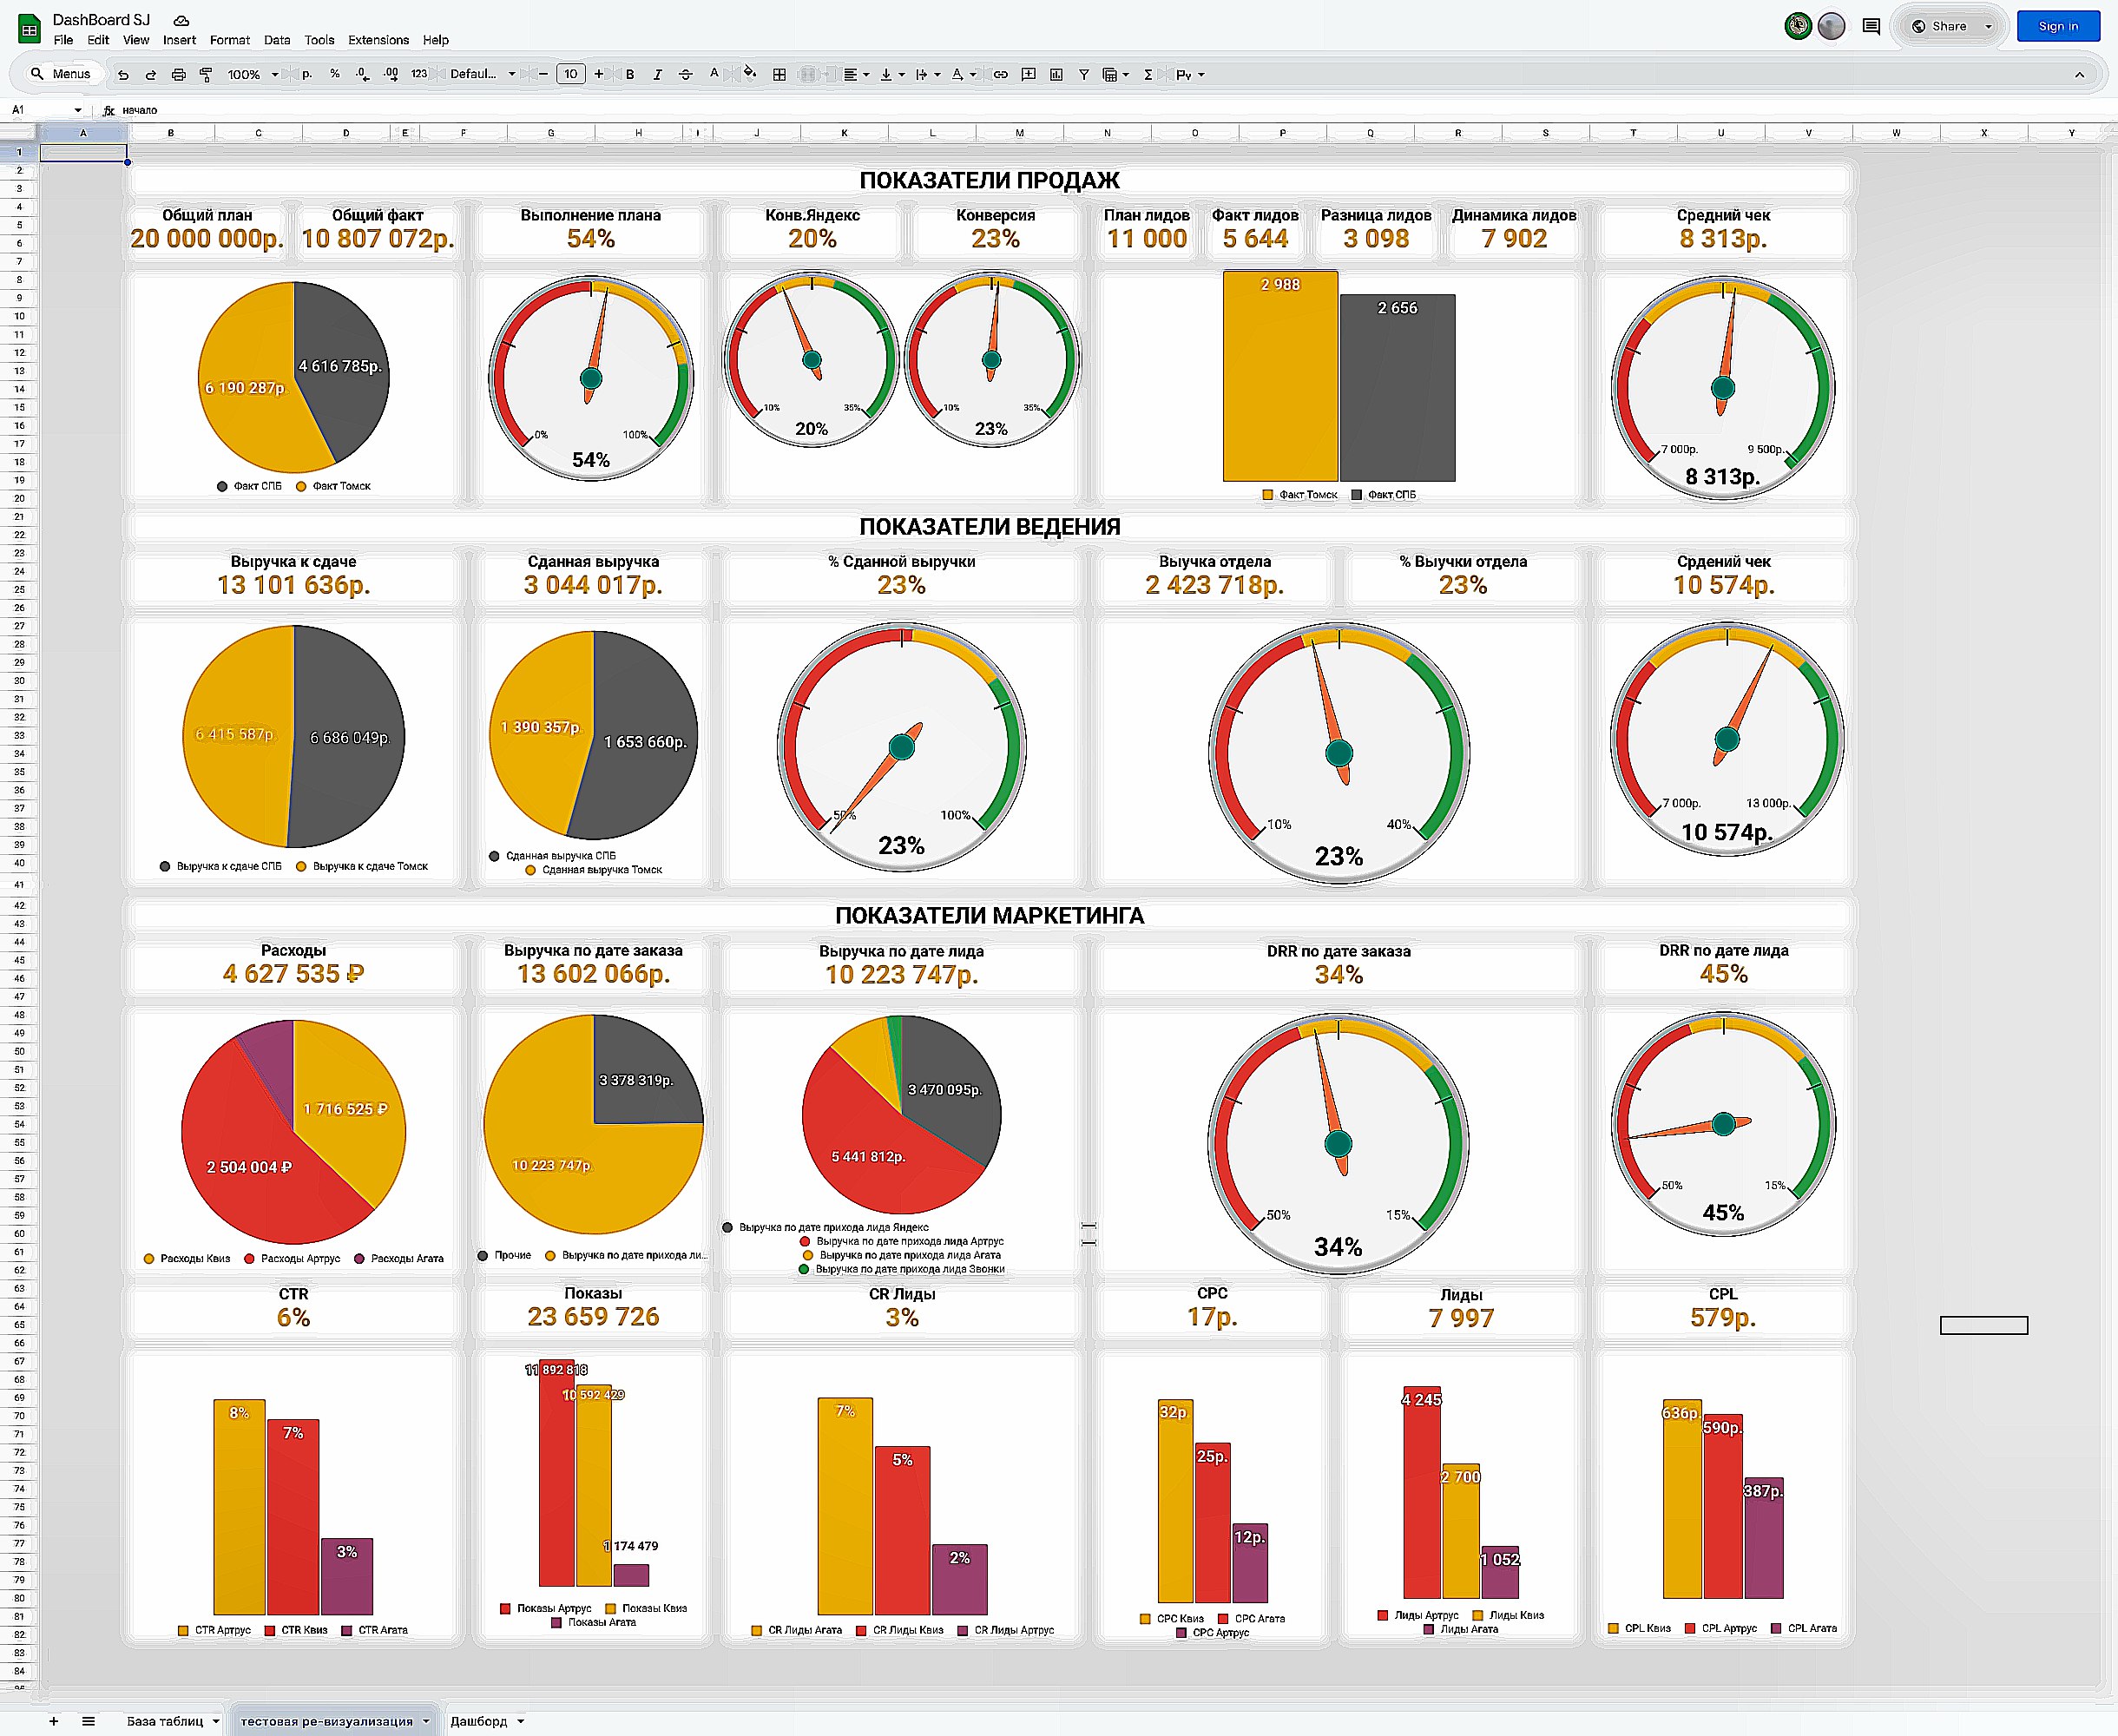 DashBoard SJ
File Edit View Insert Format Data Tools Extensions Help
Share
Sign in
Menus
100%
р. % .0 .00 123
Defaul...
10
Ру
A1
fx начало
A B C D E F G H I J K L M N O P Q R S T U V W X Y
ПОКАЗАТЕЛИ ПРОДАЖ
Общий план
20 000 000р.
Общий факт
10 807 072р.
Выполнение плана
54%
Конв.Яндекс
20%
Конверсия
23%
План лидов
11 000
Факт лидов
5 644
Разница лидов
3 098
Динамика лидов
7 902
Средний чек
8 313р.
4 616 785р.
6 190 287р.
Факт СПБ Факт Томск
0% 100%
54%
10% 35%
20%
10% 35%
23%
2 988
2 656
Факт Томск Факт СПБ
7 000р. 9 500р.
8 313р.
ПОКАЗАТЕЛИ ВЕДЕНИЯ
Выручка к сдаче
13 101 636р.
Сданная выручка
3 044 017р.
% Сданной выручки
23%
Выучка отдела
2 423 718р.
% Выучки отдела
23%
Срдений чек
10 574р.
6 415 587р. 6 686 049р.
Выручка к сдаче СПБ Выручка к сдаче Томск
1 390 357р.
1 653 660р.
Сданная выручка СПБ
Сданная выручка Томск
50% 100%
23%
10% 40%
23%
7 000р. 13 000р.
10 574р.
ПОКАЗАТЕЛИ МАРКЕТИНГА
Расходы
4 627 535 ₽
Выручка по дате заказа
13 602 066р.
Выручка по дате лида
10 223 747р.
DRR по дате заказа
34%
DRR по дате лида
45%
1 716 525 ₽
2 504 004 ₽
Расходы Квиз Расходы Артрус Расходы Агата
3 378 319р.
10 223 747р.
Прочие Выручка по дате прихода ли...
3 470 095р.
5 441 812р.
Выручка по дате прихода лида Яндекс
Выручка по дате прихода лида Артрус
Выручка по дате прихода лида Агата
Выручка по дате прихода лида Звонки
50% 15%
34%
50% 15%
45%
CTR
6%
Показы
23 659 726
CR Лиды
3%
CPC
17р.
Лиды
7 997
CPL
579р.
8%
7%
3%
CTR Артрус CTR Квиз CTR Агата
11 892 818
10 592 429
1 174 479
Показы Артрус Показы Квиз
Показы Агата
7%
5%
2%
CR Лиды Агата CR Лиды Квиз CR Лиды Артрус
32р.
25р.
12р.
CPC Квиз CPC Агата
CPC Артрус
4 245
2 700
1 052
Лиды Артрус Лиды Квиз
Лиды Агата
636р.
590р.
387р.
CPL Квиз CPL Артрус CPL Агата
База таблиц тестовая ре-визуализация Дашборд